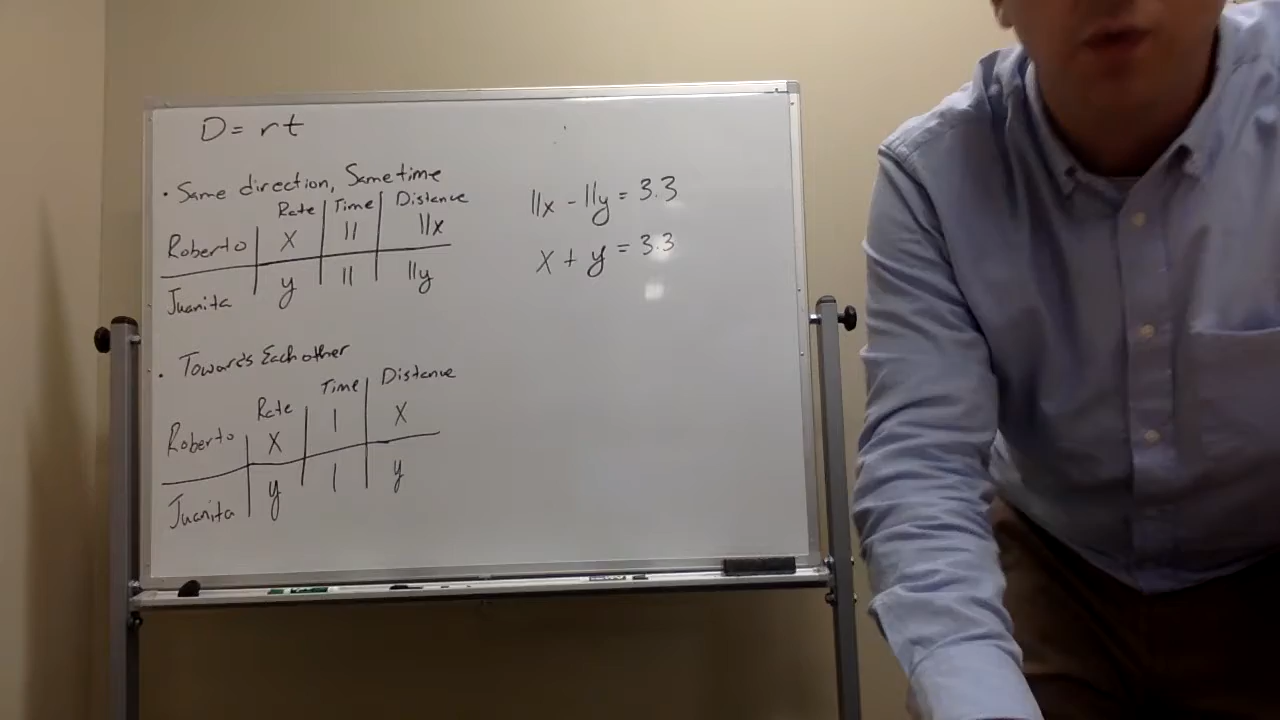 D = rt
• Same direction, Same time
Rate Time Distance
Roberto x 11 11x
Juanita y 11 11y
11x - 11y = 3.3
x + y = 3.3
• Towards Each other
Rate Time Distance
Roberto x 1 x
Juanita y 1 y